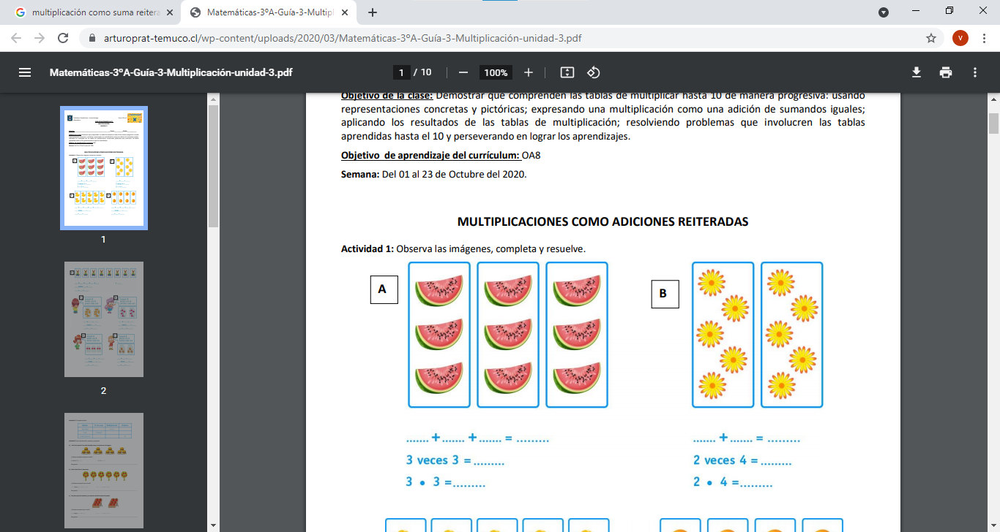 multiplicación como suma reitera
Matemáticas-3ºA-Guía-3-Multipl
arturoprat-temuco.cl/wp-content/uploads/2020/03/Matemáticas-3ºA-Guía-3-Multiplicación-unidad-3.pdf
V
Matemáticas-3ºA-Guía-3-Multiplicación-unidad-3.pdf
1 / 10
100%
Objetivo de la clase: Demostrar que comprenden las tablas de multiplicar hasta 10 de manera progresiva: usando
representaciones concretas y pictóricas; expresando una multiplicación como una adición de sumandos iguales;
aplicando los resultados de las tablas de multiplicación; resolviendo problemas que involucren las tablas
aprendidas hasta el 10 y perseverando en lograr los aprendizajes.
Objetivo de aprendizaje del currículum: OA8
Semana: Del 01 al 23 de Octubre del 2020.
MULTIPLICACIONES COMO ADICIONES REITERADAS
Actividad 1: Observa las imágenes, completa y resuelve.
A
B
....... + ....... + ....... = .........
3 veces 3 = .........
3 • 3 = .........
....... + ....... = .........
2 veces 4 = .........
2 • 4 = .........
1
2